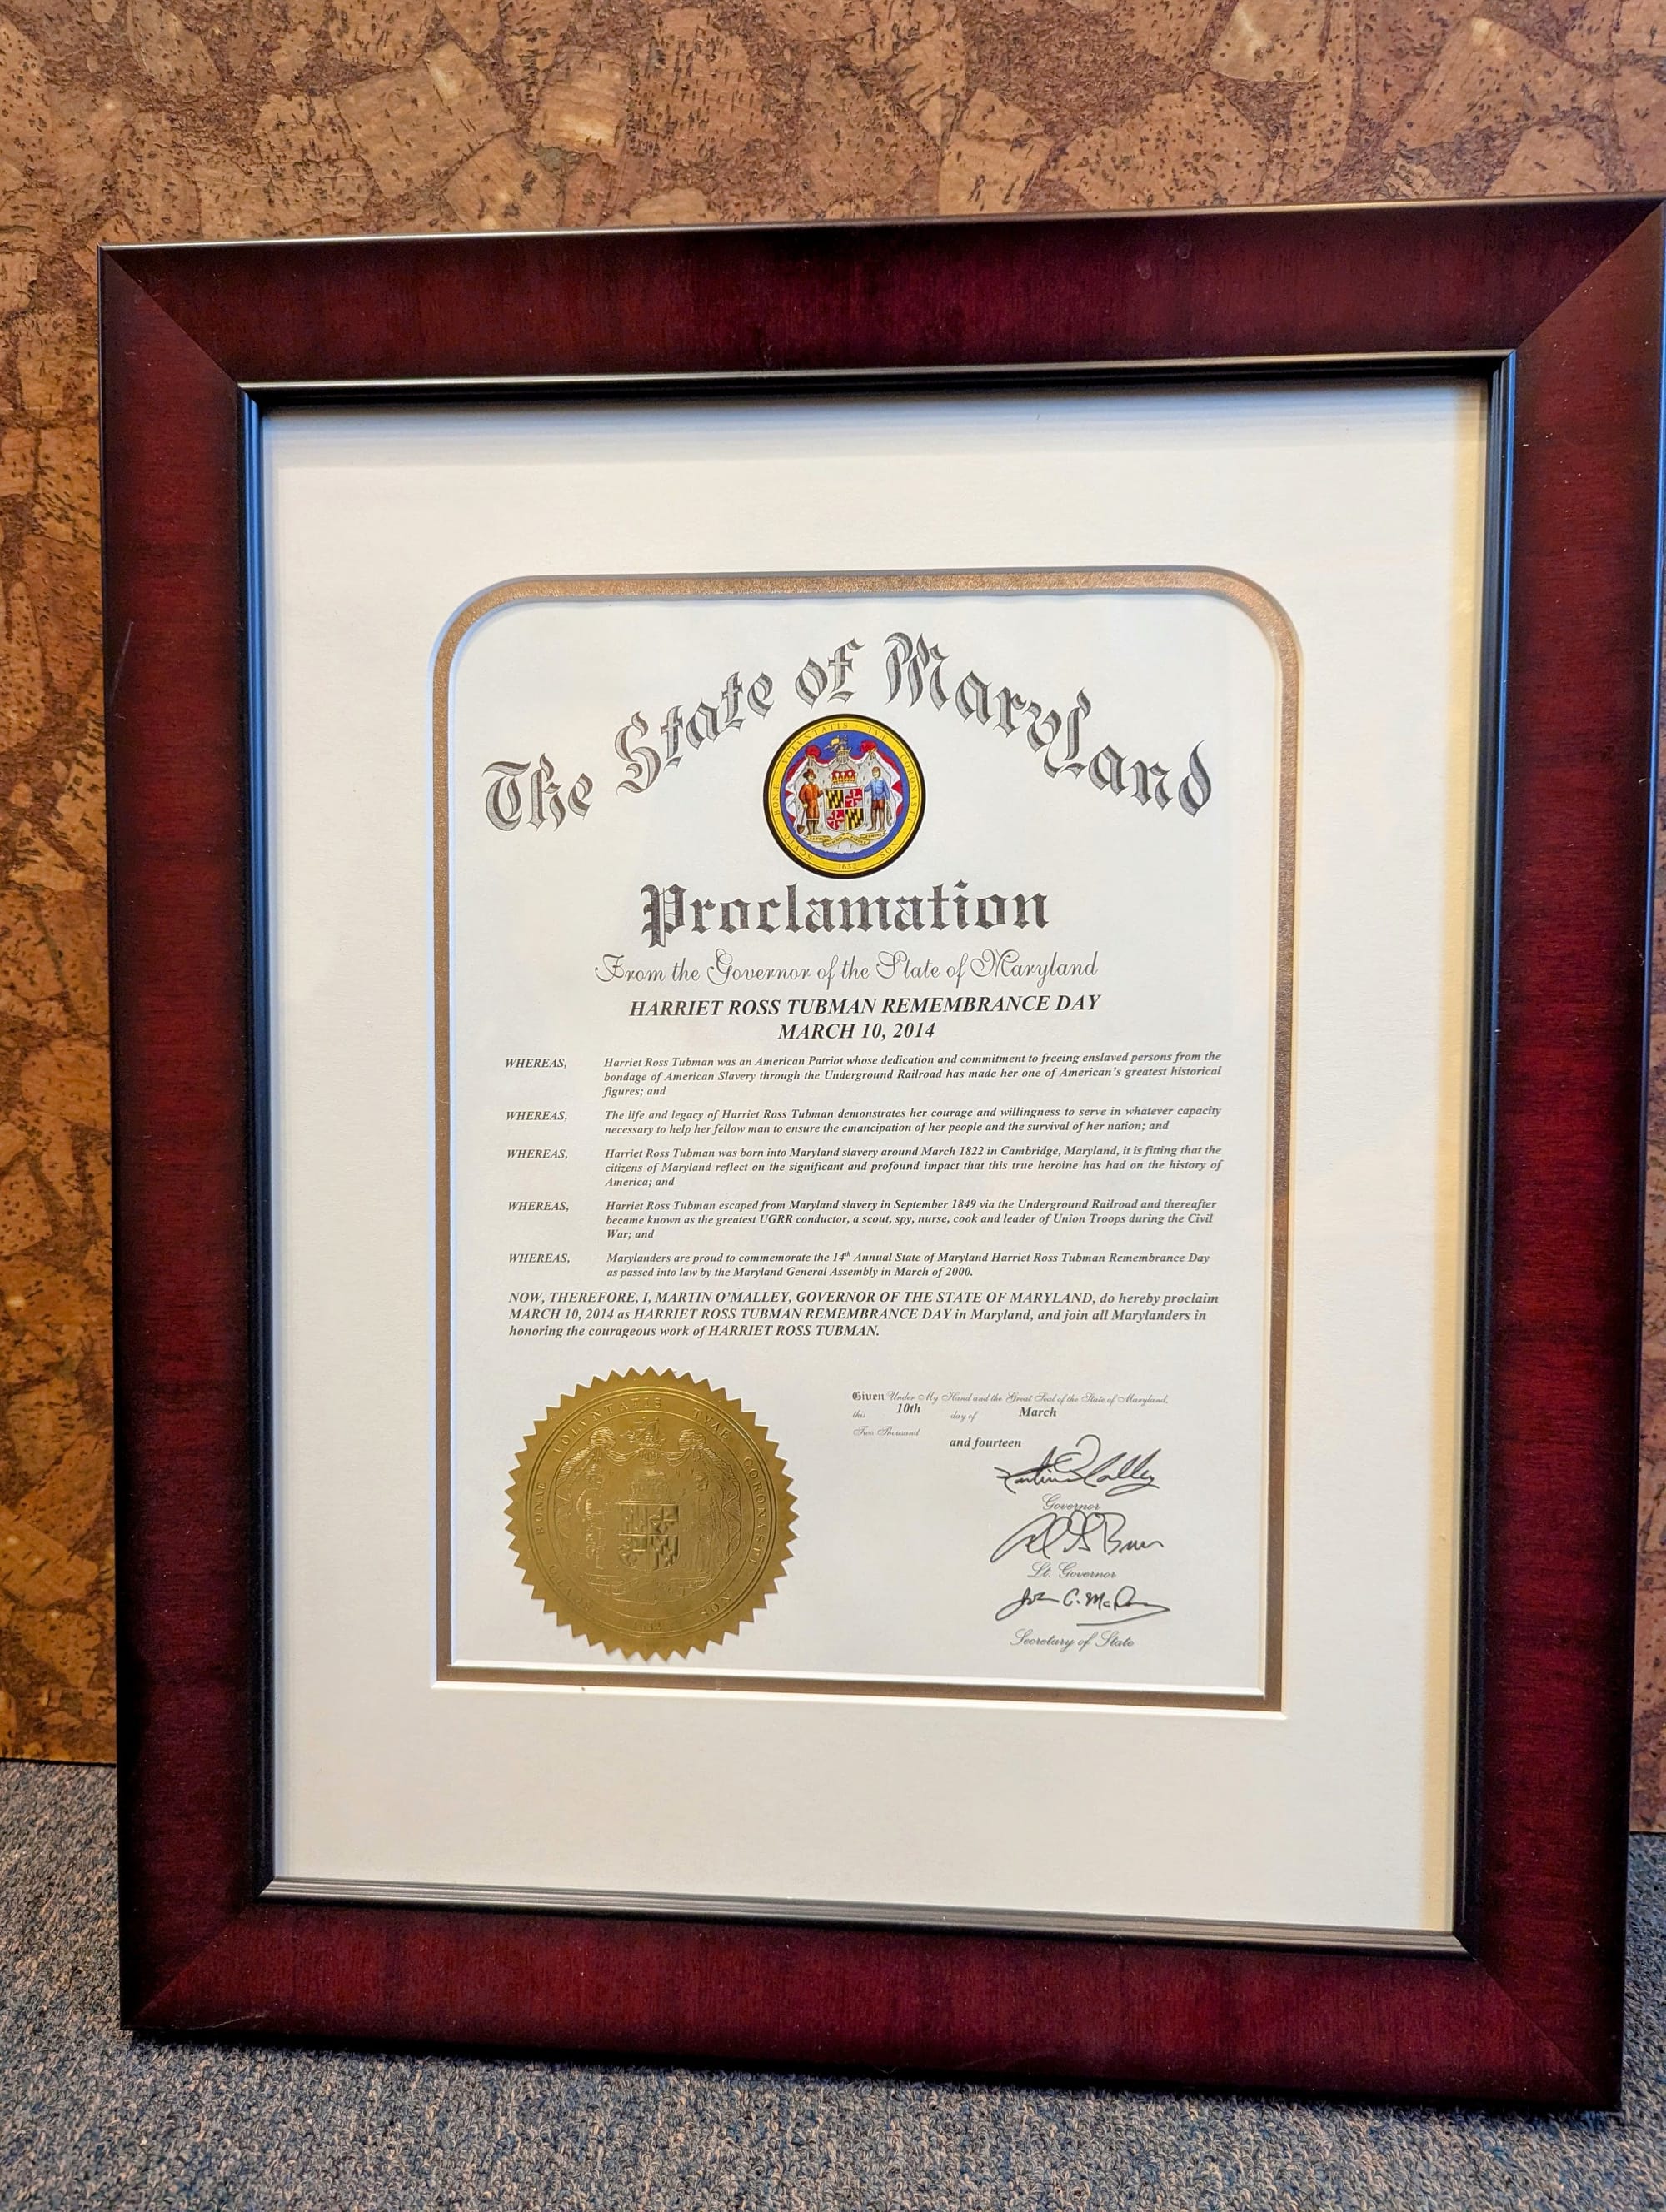 The State of Maryland
SCVTO BONÆ VOLVNTATIS TVÆ CORONASTI NOS
1632
Proclamation
From the Governor of the State of Maryland
HARRIET ROSS TUBMAN REMEMBRANCE DAY
MARCH 10, 2014
WHEREAS, Harriet Ross Tubman was an American Patriot whose dedication and commitment to freeing enslaved persons from the
bondage of American Slavery through the Underground Railroad has made her one of American's greatest historical
figures; and
WHEREAS, The life and legacy of Harriet Ross Tubman demonstrates her courage and willingness to serve in whatever capacity
necessary to help her fellow man to ensure the emancipation of her people and the survival of her nation; and
WHEREAS, Harriet Ross Tubman was born into Maryland slavery around March 1822 in Cambridge, Maryland, it is fitting that the
citizens of Maryland reflect on the significant and profound impact that this true heroine has had on the history of
America; and
WHEREAS, Harriet Ross Tubman escaped from Maryland slavery in September 1849 via the Underground Railroad and thereafter
became known as the greatest UGRR conductor, a scout, spy, nurse, cook and leader of Union Troops during the Civil
War; and
WHEREAS, Marylanders are proud to commemorate the 14th Annual State of Maryland Harriet Ross Tubman Remembrance Day
as passed into law by the Maryland General Assembly in March of 2000.
NOW, THEREFORE, I, MARTIN O'MALLEY, GOVERNOR OF THE STATE OF MARYLAND, do hereby proclaim
MARCH 10, 2014 as HARRIET ROSS TUBMAN REMEMBRANCE DAY in Maryland, and join all Marylanders in
honoring the courageous work of HARRIET ROSS TUBMAN.
BONAE VOLVNTATIS TVAE CORONASTI NOS
Given Under My Hand and the Great Seal of the State of Maryland,
this 10th day of March
Two Thousand
and fourteen
Governor
Lt. Governor
John C. McD
Secretary of State